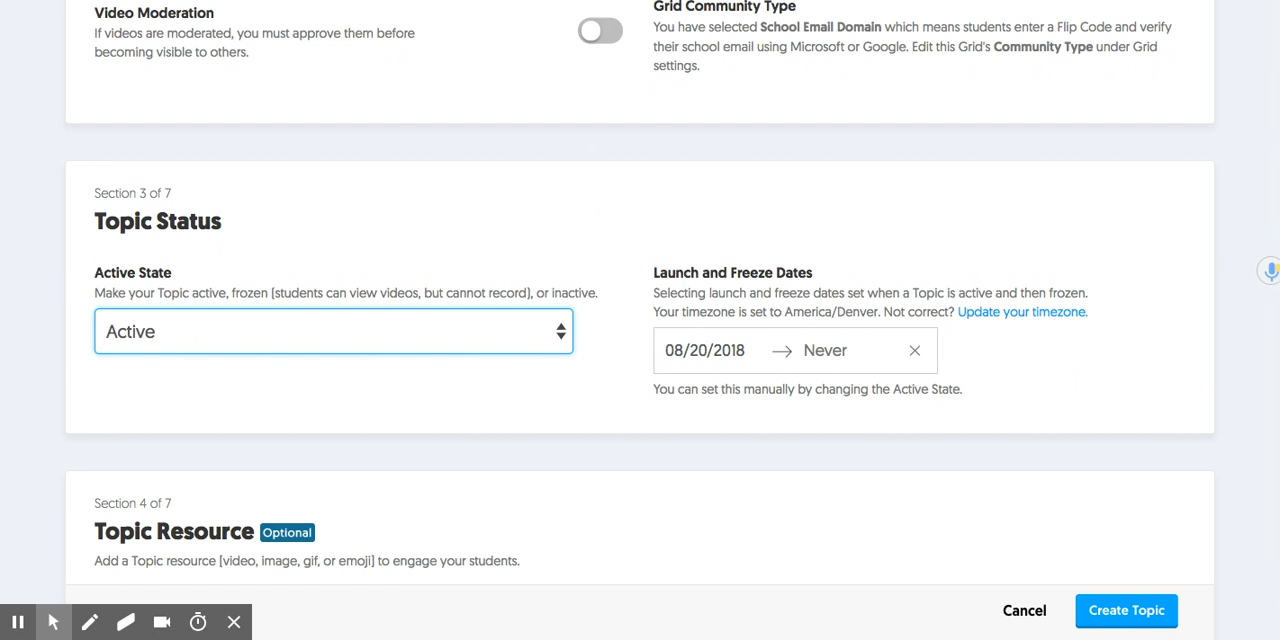 Video Moderation
If videos are moderated, you must approve them before
becoming visible to others.
Grid Community Type
You have selected School Email Domain which means students enter a Flip Code and verify
their school email using Microsoft or Google. Edit this Grid's Community Type under Grid
settings.
Section 3 of 7
Topic Status
Active State
Make your Topic active, frozen [students can view videos, but cannot record], or inactive.
Active
Launch and Freeze Dates
Selecting launch and freeze dates set when a Topic is active and then frozen.
Your timezone is set to America/Denver. Not correct? Update your timezone.
08/20/2018 → Never
You can set this manually by changing the Active State.
Section 4 of 7
Topic Resource Optional
Add a Topic resource [video, image, gif, or emoji] to engage your students.
Cancel Create Topic